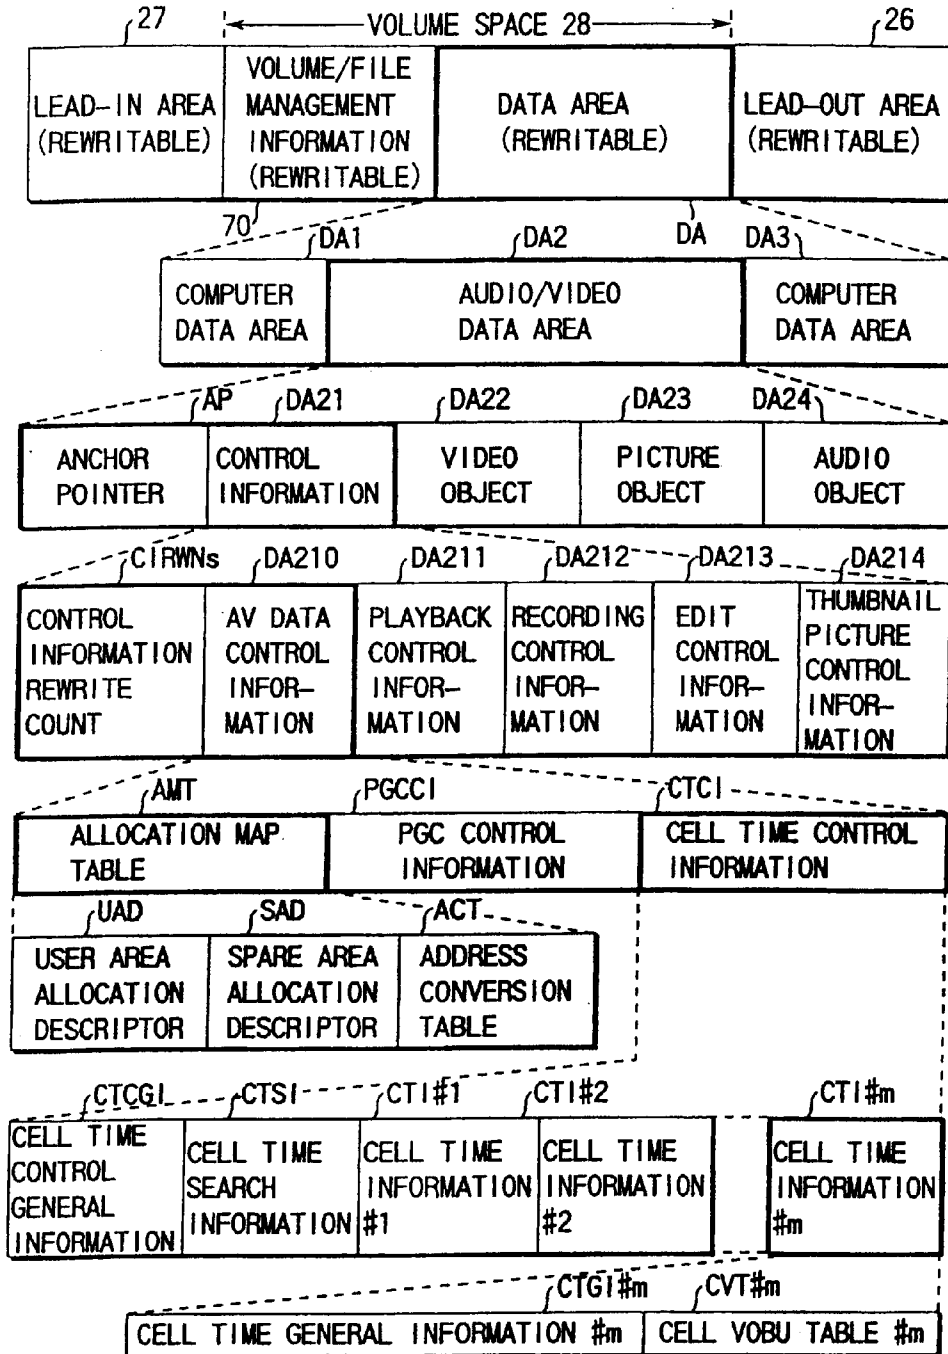 27
VOLUME SPACE 28
26
LEAD-IN AREA
(REWRITABLE)
VOLUME/FILE
MANAGEMENT
INFORMATION
(REWRITABLE)
DATA AREA
(REWRITABLE)
LEAD-OUT AREA
(REWRITABLE)
70
DA1
DA2
DA
DA3
COMPUTER
DATA AREA
AUDIO/VIDEO
DATA AREA
COMPUTER
DATA AREA
AP
DA21
DA22
DA23
DA24
ANCHOR
POINTER
CONTROL
INFORMATION
VIDEO
OBJECT
PICTURE
OBJECT
AUDIO
OBJECT
CIRWNs
DA210
DA211
DA212
DA213
DA214
CONTROL
INFORMATION
REWRITE
COUNT
AV DATA
CONTROL
INFOR-
MATION
PLAYBACK
CONTROL
INFOR-
MATION
RECORDING
CONTROL
INFOR-
MATION
EDIT
CONTROL
INFOR-
MATION
THUMBNAIL
PICTURE
CONTROL
INFOR-
MATION
AMT
PGCCI
CTCI
ALLOCATION MAP
TABLE
PGC CONTROL
INFORMATION
CELL TIME CONTROL
INFORMATION
UAD
SAD
ACT
USER AREA
ALLOCATION
DESCRIPTOR
SPARE AREA
ALLOCATION
DESCRIPTOR
ADDRESS
CONVERSION
TABLE
CTCGI
CTSI
CTI#1
CTI#2
CTI#m
CELL TIME
CONTROL
GENERAL
INFORMATION
CELL TIME
SEARCH
INFORMATION
CELL TIME
INFORMATION
#1
CELL TIME
INFORMATION
#2
CELL TIME
INFORMATION
#m
CTGI#m
CVT#m
CELL TIME GENERAL INFORMATION #m
CELL VOBU TABLE #m